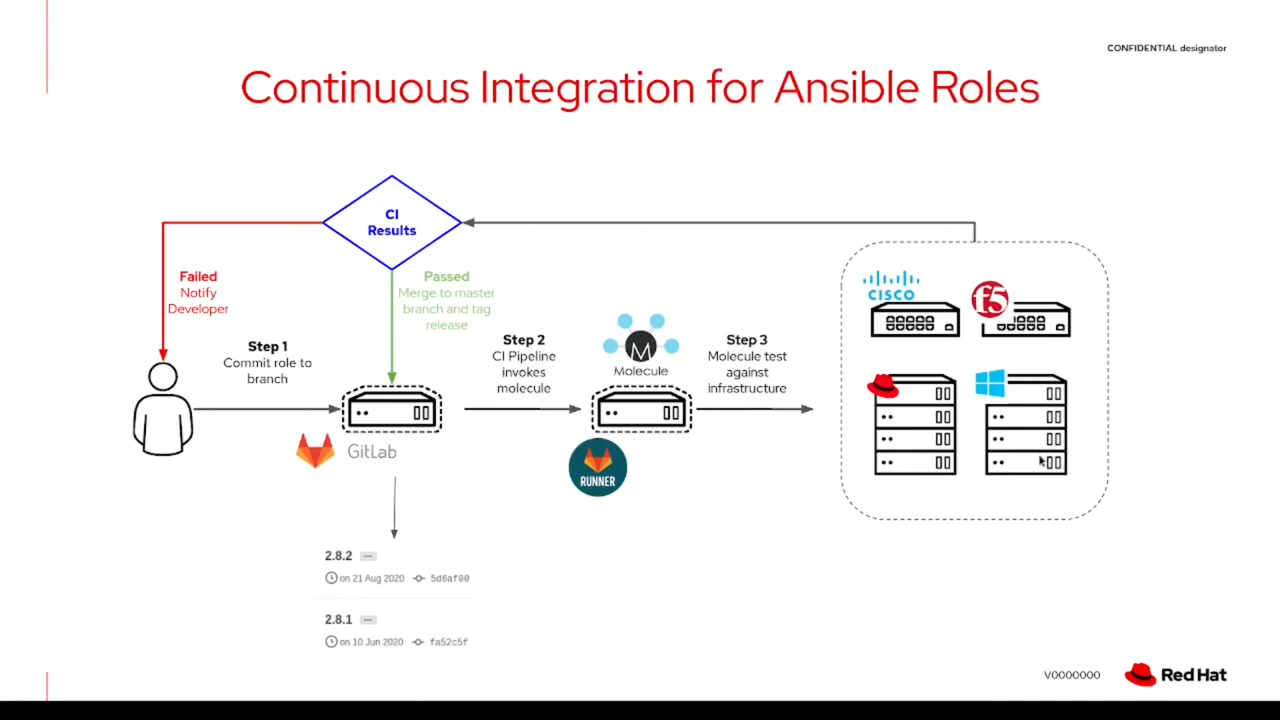 CONFIDENTIAL designator
Continuous Integration for Ansible Roles
CI
Results
Failed
Notify
Developer
Passed
Merge to master
branch and tag
release
Step 1
Commit role to
branch
Step 2
CI Pipeline
invokes
molecule
M
Molecule
Step 3
Molecule test
against
infrastructure
CISCO
f5
GitLab
RUNNER
2.8.2
on 21 Aug 2020 5d6af00
2.8.1
on 10 Jun 2020 fa52c5f
V0000000
Red Hat